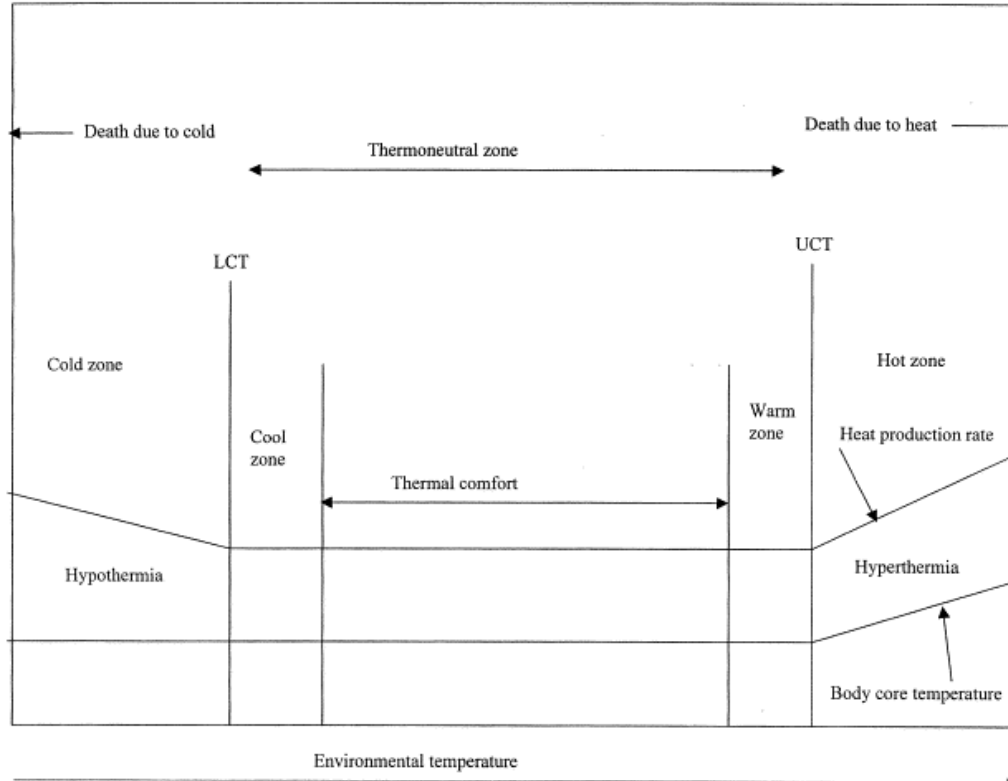 Death due to cold
Death due to heat
Thermoneutral zone
LCT
UCT
Cold zone
Hot zone
Cool
zone
Warm
zone
Heat production rate
Thermal comfort
Hypothermia
Hyperthermia
Body core temperature
Environmental temperature